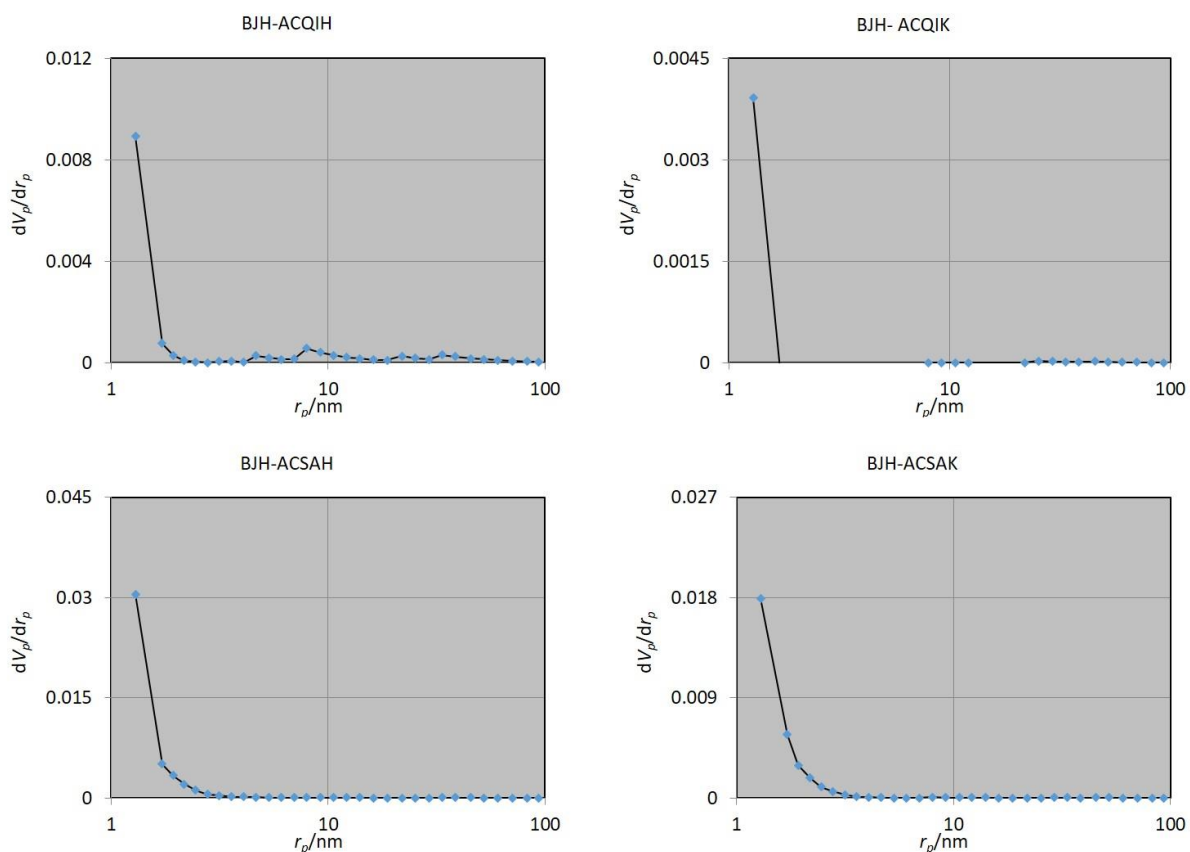 BJH-ACQIH
0.012
0.008
0.004
0
dVp/drp
1 10 100
rp/nm
BJH- ACQIK
0.0045
0.003
0.0015
0
dVp/drp
1 10 100
rp/nm
BJH-ACSAH
0.045
0.03
0.015
0
dVp/drp
1 10 100
rp/nm
BJH-ACSAK
0.027
0.018
0.009
0
dVp/drp
1 10 100
rp/nm